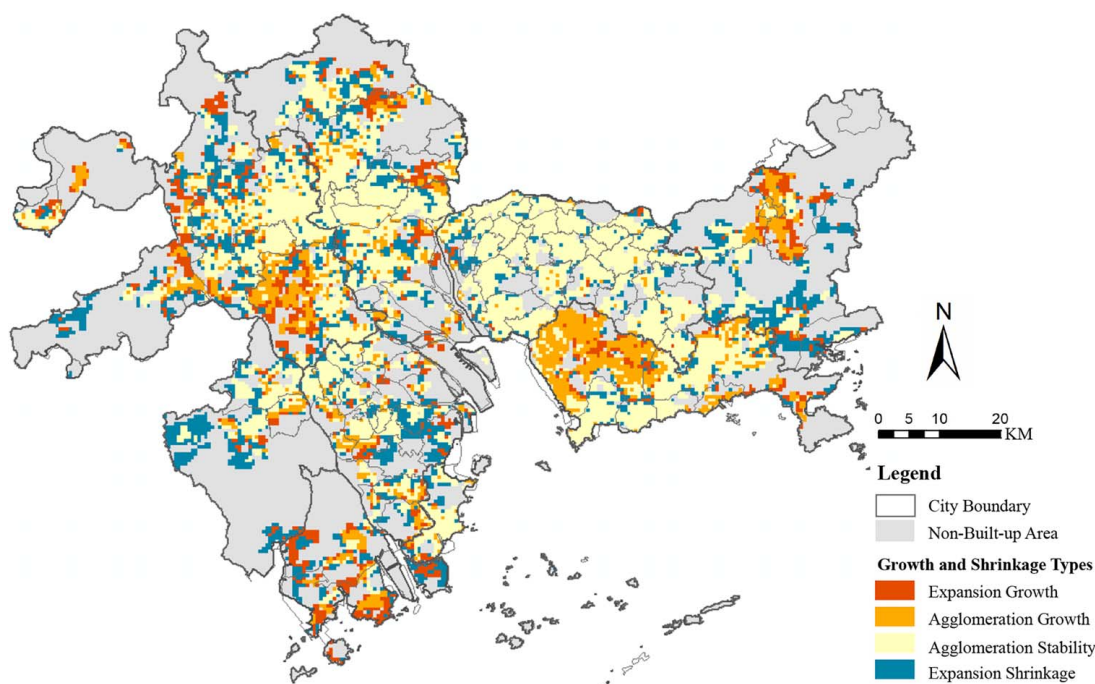 N
0 5 10 20
KM
Legend
City Boundary
Non-Built-up Area
Growth and Shrinkage Types
Expansion Growth
Agglomeration Growth
Agglomeration Stability
Expansion Shrinkage